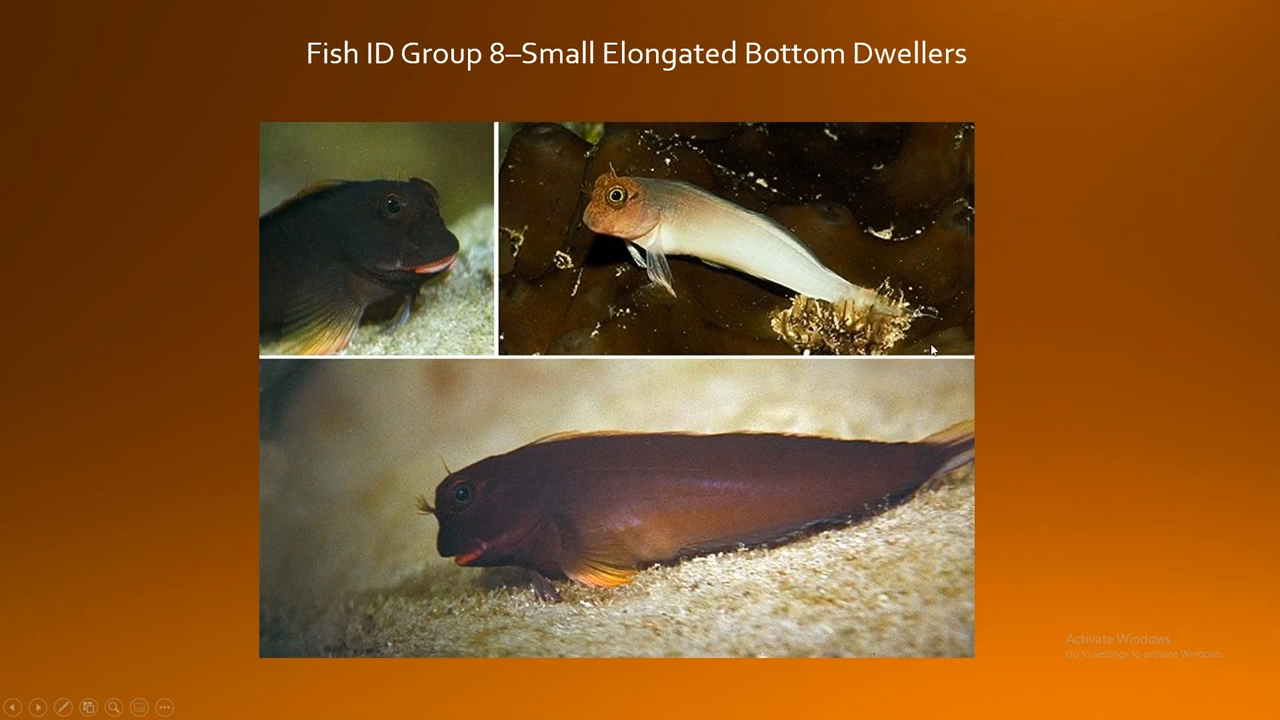 Fish ID Group 8–Small Elongated Bottom Dwellers
Activate Windows
Go to Settings to activate Windows.